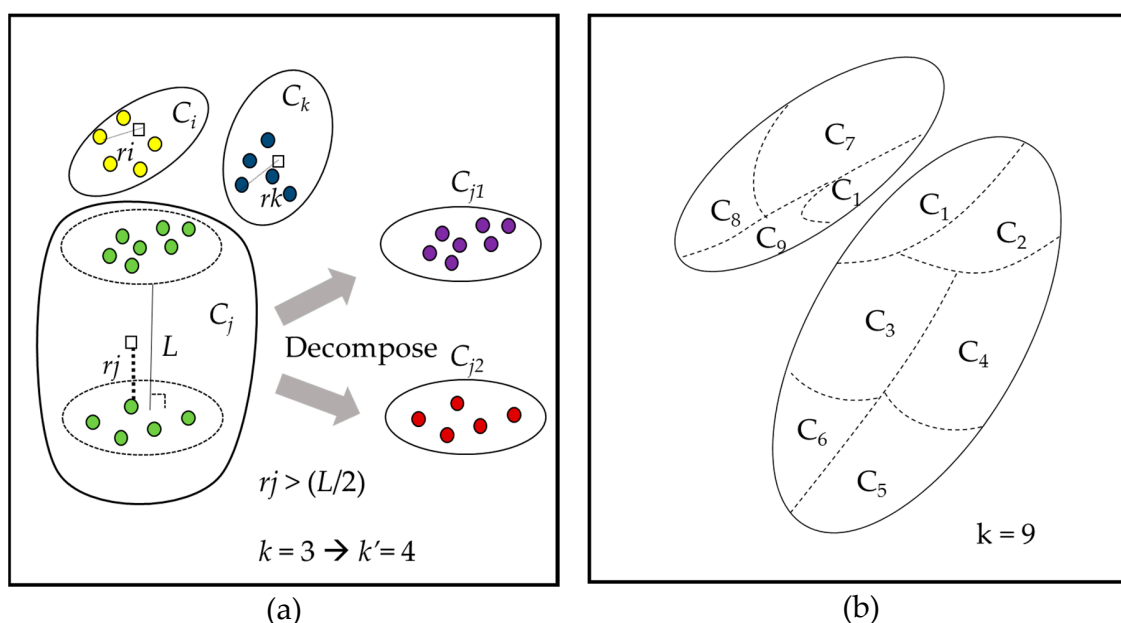 Ci
Ck
ri
rk
Cj1
Cj
L
rj
Decompose
Cj2
rj > (L/2)
k = 3 → k′= 4
(a)
C7
C1
C8
C9
C1
C2
C3
C4
C6
C5
k = 9
(b)